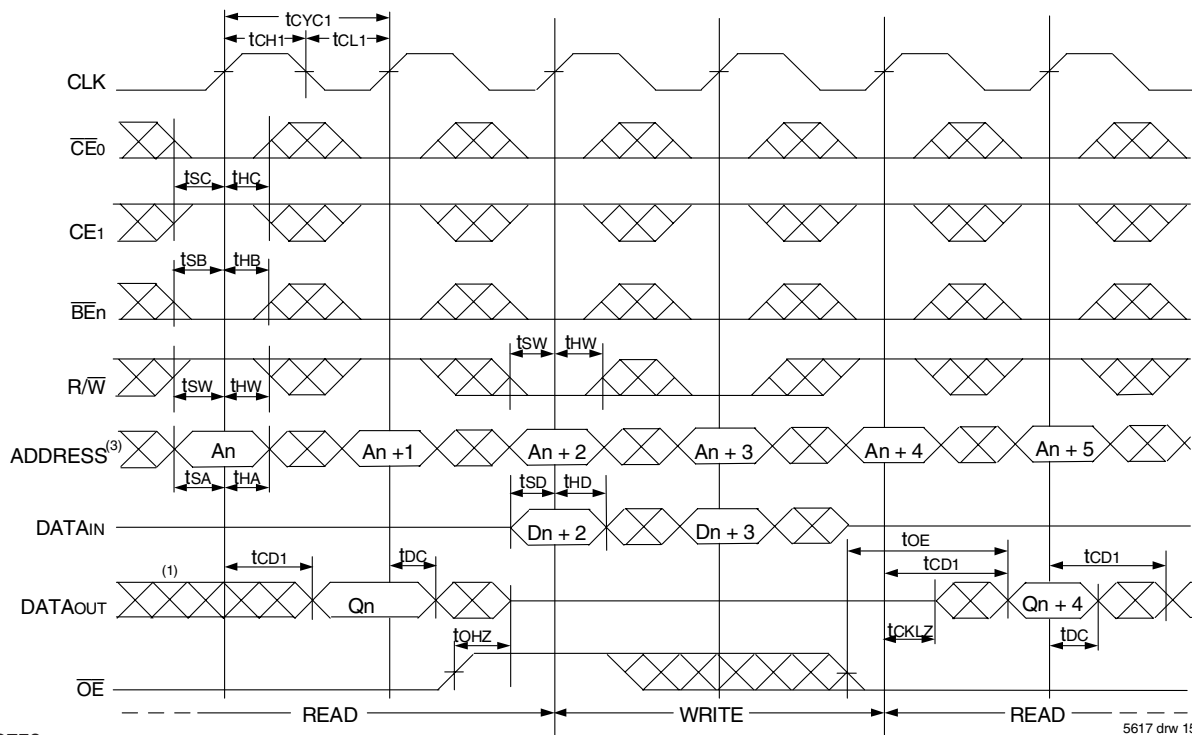 tCYC1
tCH1 tCL1
CLK
CE0
tSC tHC
CE1
tSB tHB
BEn
tSW tHW
R/W
tSW tHW
ADDRESS(3) An An +1 An + 2 An + 3 An + 4 An + 5
tSA tHA
tSD tHD
DATAIN Dn + 2 Dn + 3
tOE
(1) tCD1 tDC tCD1 tCD1
DATAOUT Qn Qn + 4
tOHZ tCKLZ tDC
OE
READ WRITE READ
5617 drw 15